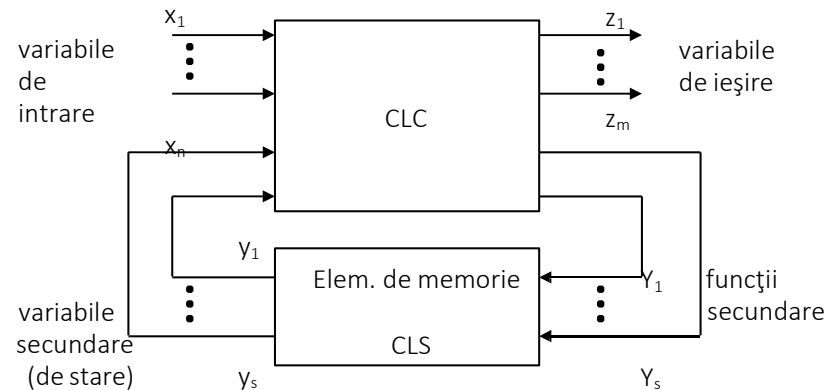 x1
z1
variabile
de
intrare
variabile
de ieşire
CLC
xn
zm
y1
Elem. de memorie
Y1
funcţii
secundare
variabile
secundare
(de stare)
CLS
ys
Ys